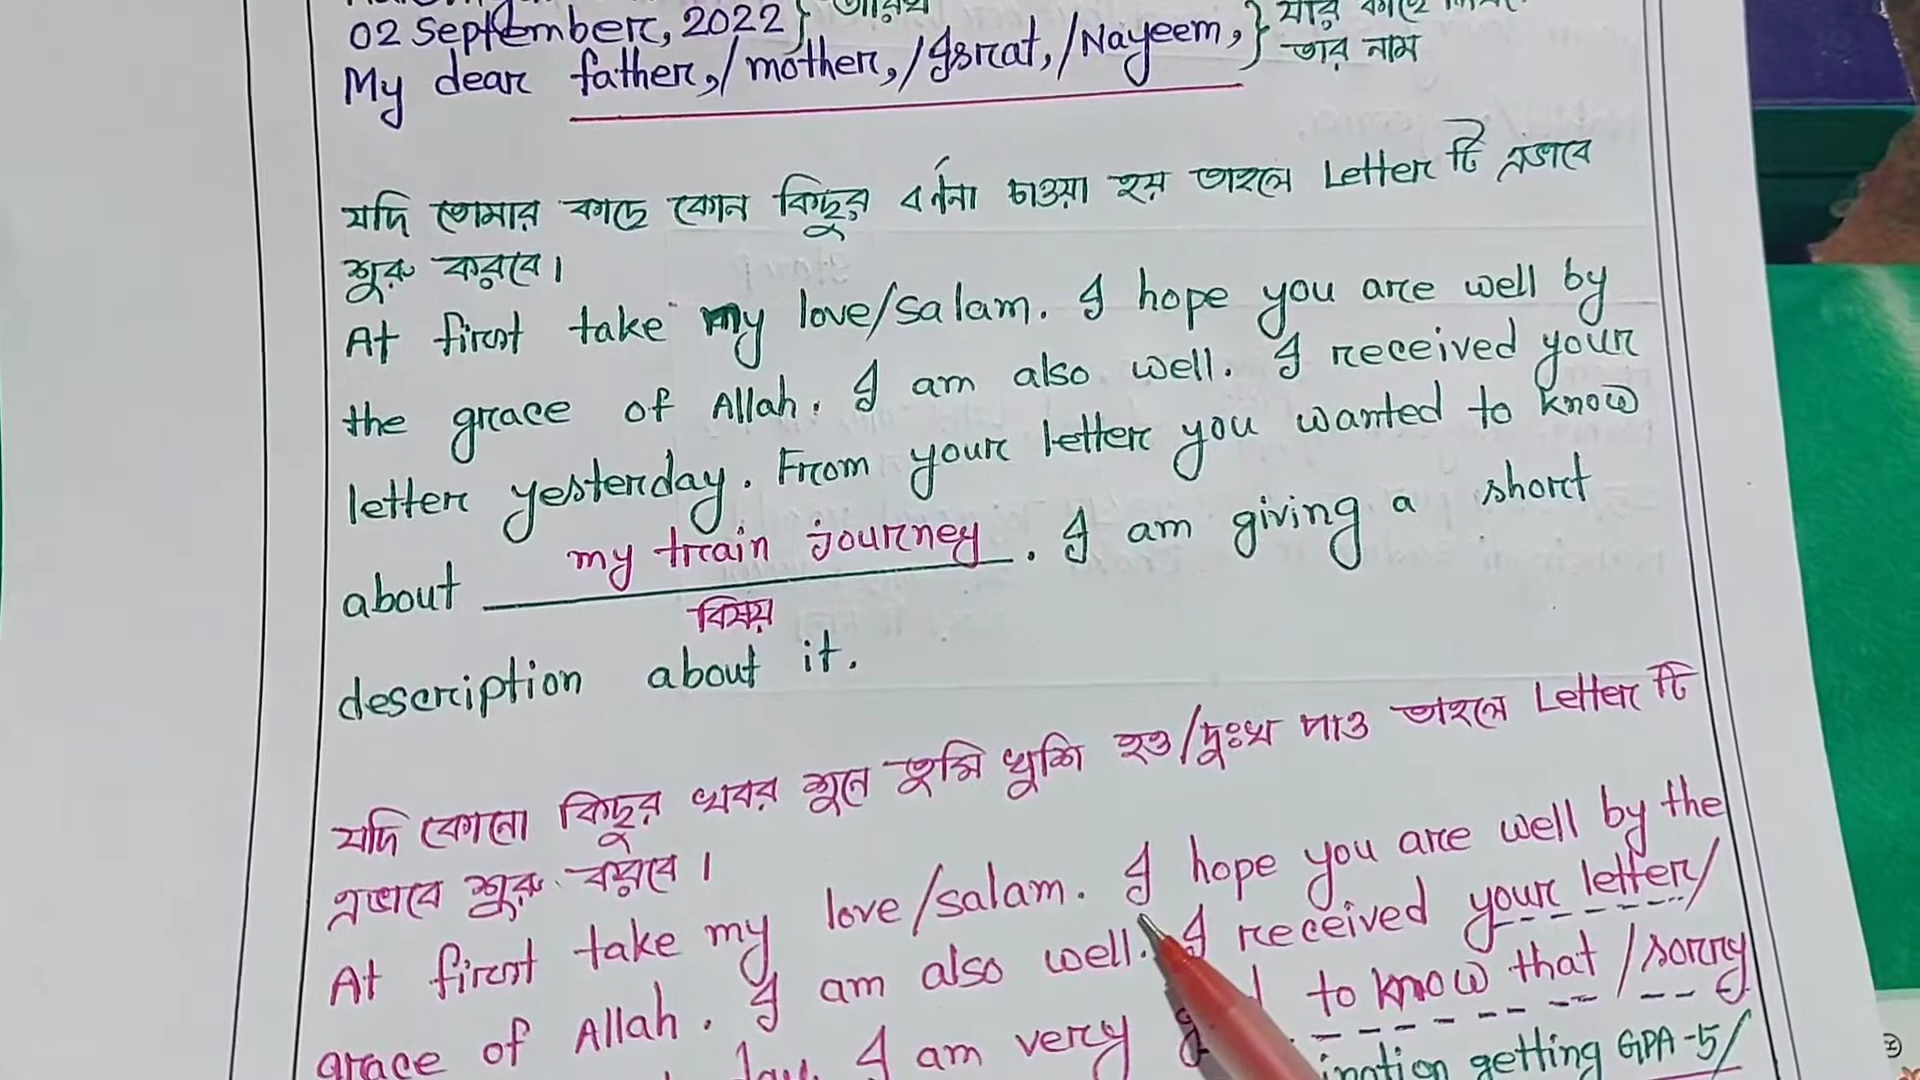 02 September, 2022} তারিখ
My dear father,/mother,/Israt,/Nayeem,} যার কাছে
তার নাম
যদি তোমার কাছে কোন কিছুর বর্ননা চাওয়া হয় তাহলে Letter টি এভাবে
শুরু করবে।
At first take my love/salam. I hope you are well by
the grace of Allah. I am also well. I received your
letter yesterday. From your letter you wanted to know
about my train journey. I am giving a short
বিষয়
description about it.
যদি কোনো কিছুর খবর শুনে তুমি খুশি হও/দুঃখ পাও তাহলে Letter টি
এভাবে শুরু করবে।
At first take my love/salam. I hope you are well by the
grace of Allah. I am also well. I received your letter/
I am very to know that/sorry
getting GPA-5/